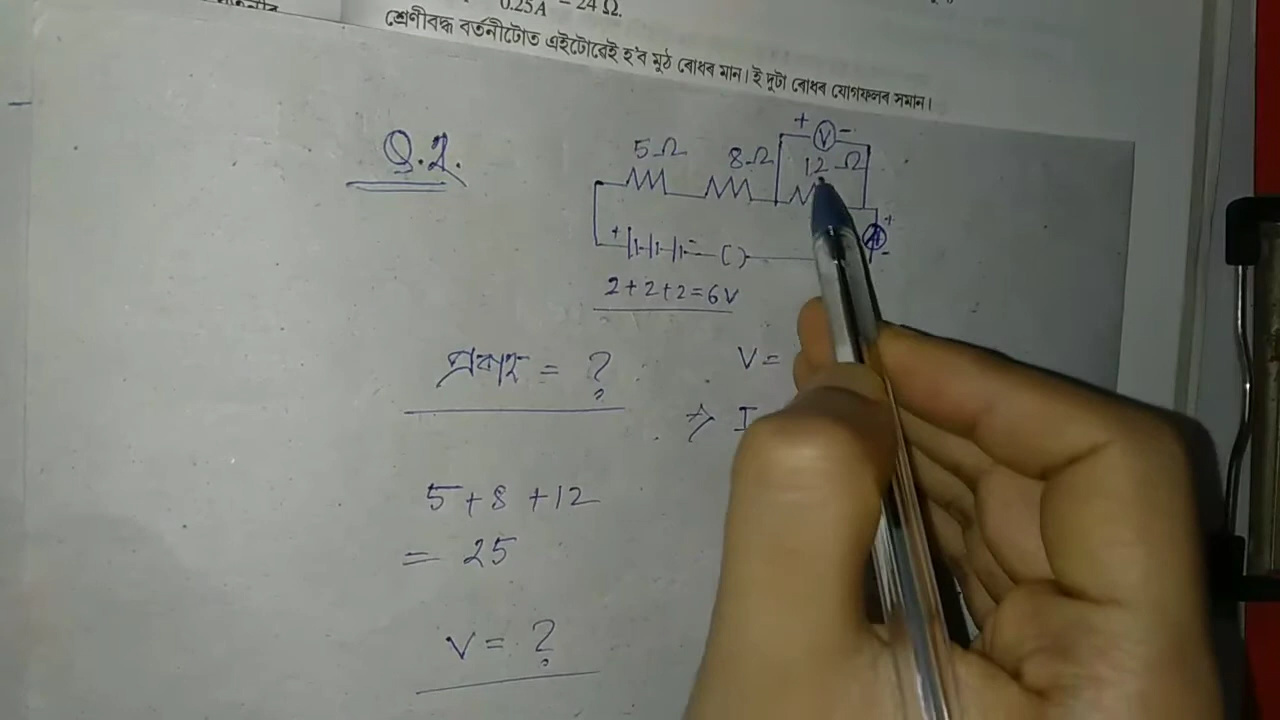 0.25A = 24 Ω.
শ্ৰেণীবদ্ধ বৰ্তনীটোত এইটোৱেই হ'ব মুঠ ৰোধৰ মান। ই দুটা ৰোধৰ যোগফলৰ সমান।
Q.2.
+ V -
5Ω 8Ω 12 Ω
+ A -
+ ( )
2+2+2=6V
প্ৰবাহ = ?
V =
⇒ I
5+8+12
= 25
V = ?